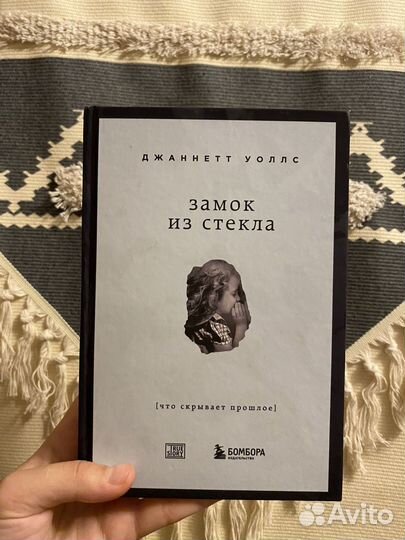 ДЖАННЕТТ УОЛЛС
ЗАМОК
ИЗ СТЕКЛА
[что скрывает прошлое]
TRUE
STORY
БОМБОРА
ИЗДАТЕЛЬСТВО
Avito